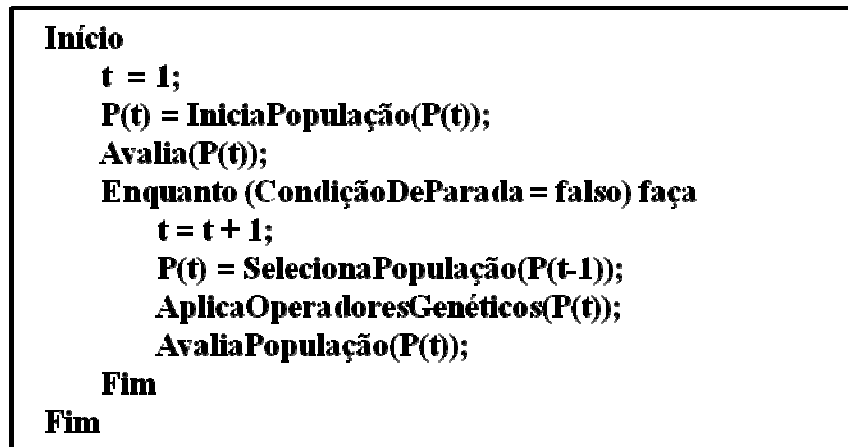 Início
t = 1;
P(t) = IniciaPopulação(P(t));
Avalia(P(t));
Enquanto (CondiçãoDeParada = falso) faça
t = t + 1;
P(t) = SelecionaPopulação(P(t-1));
AplicaOperadoresGenéticos(P(t));
AvaliaPopulação(P(t));
Fim
Fim